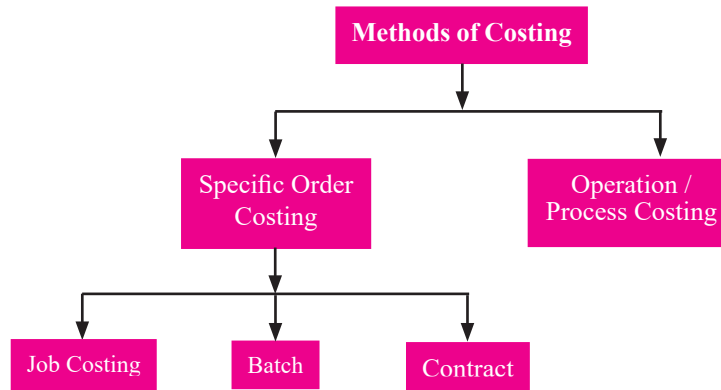 Methods of Costing
Specific Order
Costing
Operation /
Process Costing
Job Costing
Batch
Contract